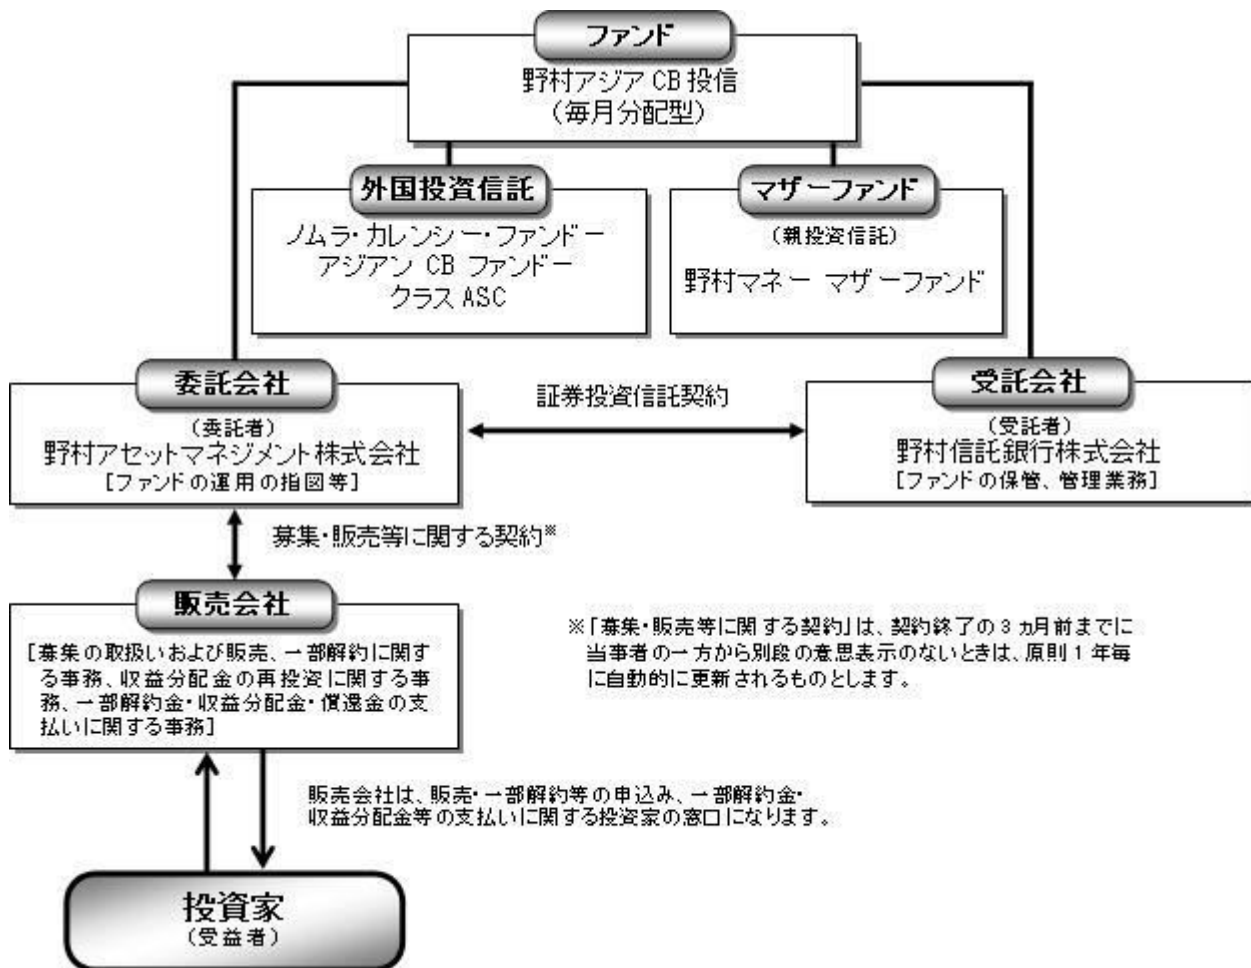 ファンド
野村アジア CB 投信
(毎月分配型)
外国投資信託
ノムラ・カレンシー・ファンドー
アジアン CB ファンドー
クラス ASC
マザーファンド
(親投資信託)
野村マネー マザーファンド
委託会社
(委託者)
野村アセットマネジメント株式会社
[ファンドの運用の指図等]
証券投資信託契約
受託会社
(受託者)
野村信託銀行株式会社
[ファンドの保管、管理業務]
募集・販売等に関する契約※
販売会社
[募集の取扱いおよび販売、一部解約に関す
る事務、収益分配金の再投資に関する事
務、一部解約金・収益分配金・償還金の支
払いに関する事務]
※「募集・販売等に関する契約」は、契約終了の3ヵ月前までに
当事者の一方から別段の意思表示のないときは、原則1年毎
に自動的に更新されるものとします。
販売会社は、販売・一部解約等の申込み、一部解約金・
収益分配金等の支払いに関する投資家の窓口になります。
投資家
(受益者)